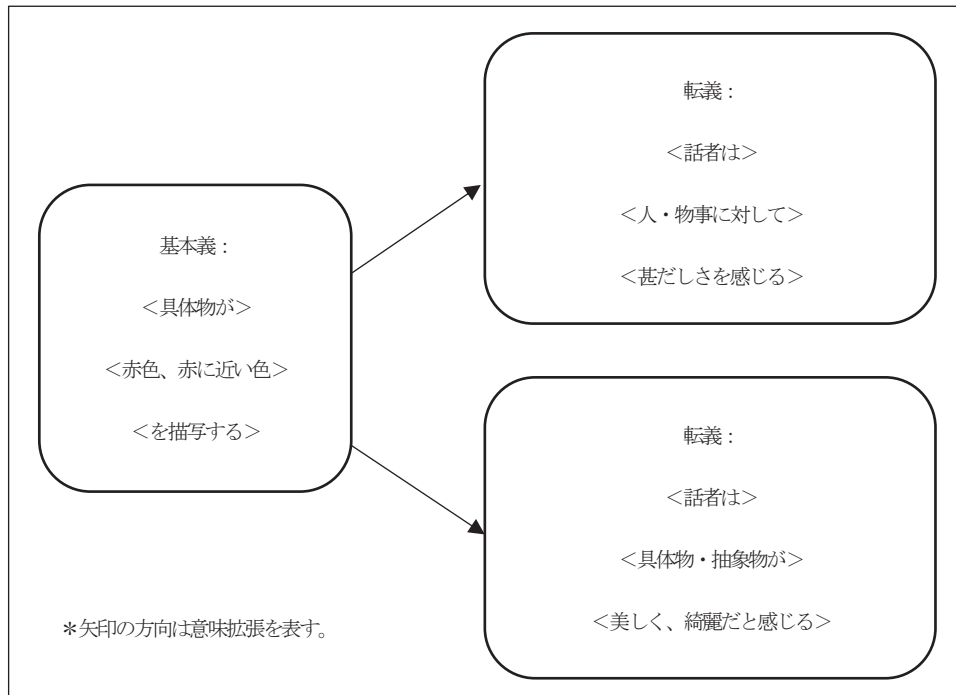 基本義：
＜具体物が＞
＜赤色、赤に近い色＞
＜を描写する＞
転義：
＜話者は＞
＜人・物事に対して＞
＜甚だしさを感じる＞
転義：
＜話者は＞
＜具体物・抽象物が＞
＜美しく、綺麗だと感じる＞
＊矢印の方向は意味拡張を表す。